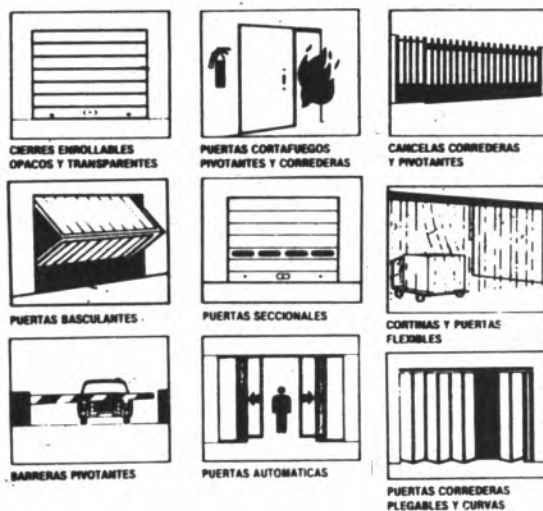 CIERRES ENROLLABLES
OPACOS Y TRANSPARENTES
PUERTAS CORTAFUEGOS
PIVOTANTES Y CORREDERAS
CANCELAS CORREDERAS
Y PIVOTANTES
PUERTAS BASCULANTES
PUERTAS SECCIONALES
CORTINAS Y PUERTAS
FLEXIBLES
BARRERAS PIVOTANTES
PUERTAS AUTOMATICAS
PUERTAS CORREDERAS
PLEGABLES Y CURVAS